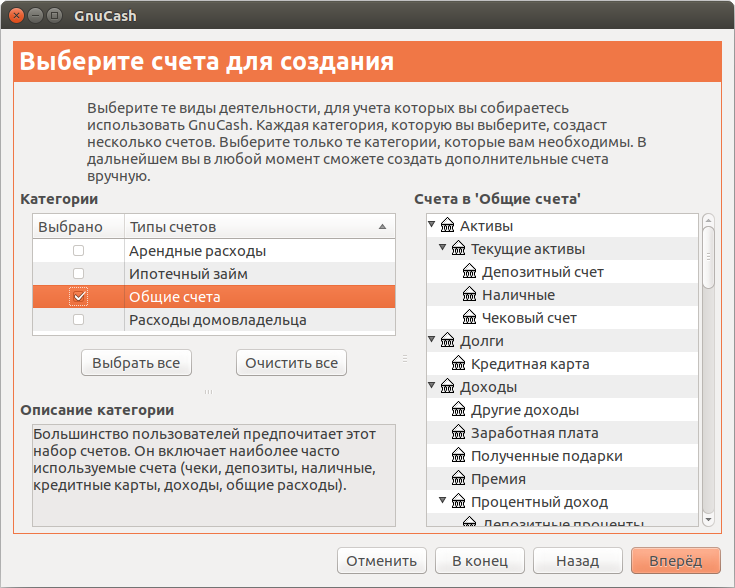 GnuCash
Выберите счета для создания
Выберите те виды деятельности, для учета которых вы собираетесь
использовать GnuCash. Каждая категория, которую вы выберите, создаст
несколько счетов. Выберите только те категории, которые вам необходимы. В
дальнейшем вы в любой момент сможете создать дополнительные счета
вручную.
Категории
Выбрано Типы счетов
Арендные расходы
Ипотечный займ
Общие счета
Расходы домовладельца
Выбрать все Очистить все
Описание категории
Большинство пользователей предпочитает этот
набор счетов. Он включает наиболее часто
используемые счета (чеки, депозиты, наличные,
кредитные карты, доходы, общие расходы).
Счета в 'Общие счета'
Активы
Текущие активы
Депозитный счет
Наличные
Чековый счет
Долги
Кредитная карта
Доходы
Другие доходы
Заработная плата
Полученные подарки
Премия
Процентный доход
Депозитные проценты
Отменить В конец Назад Вперёд